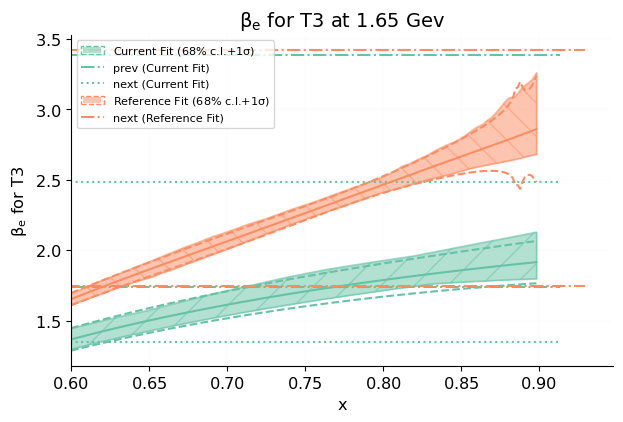 βe for T3 at 1.65 Gev
Current Fit (68% c.l.+1σ)
prev (Current Fit)
next (Current Fit)
Reference Fit (68% c.l.+1σ)
next (Reference Fit)
βe for T3
3.5
3.0
2.5
2.0
1.5
0.60 0.65 0.70 0.75 0.80 0.85 0.90
x